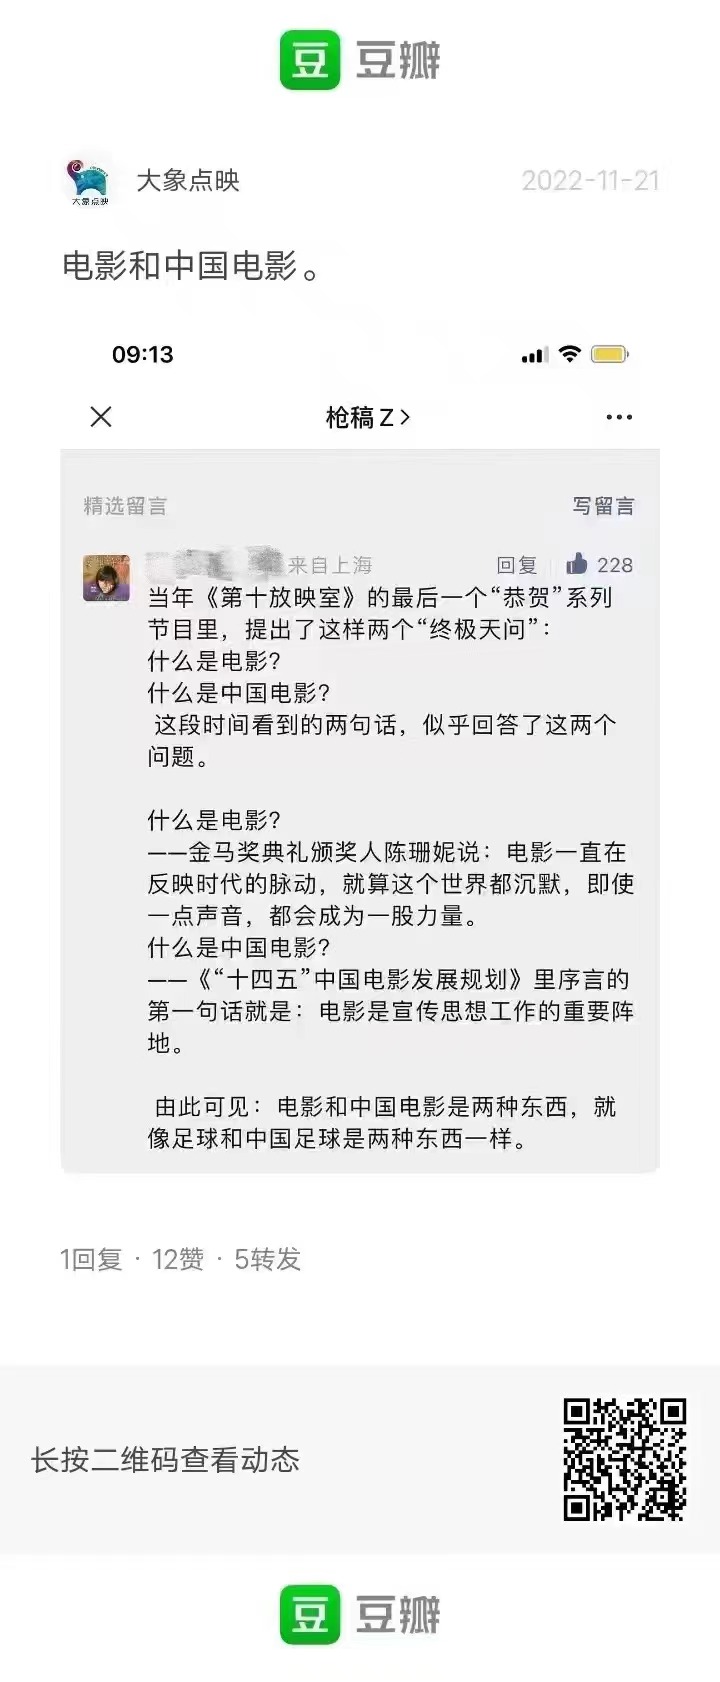 豆 豆瓣
大象点映
大象点映 2022-11-21
电影和中国电影。
09:13
枪稿 Z
精选留言 写留言
来自上海 回复 228
当年《第十放映室》的最后一个“恭贺”系列
节目里，提出了这样两个“终极天问”：
什么是电影？
什么是中国电影？
这段时间看到的两句话，似乎回答了这两个
问题。
什么是电影？
——金马奖典礼颁奖人陈珊妮说：电影一直在
反映时代的脉动，就算这个世界都沉默，即使
一点声音，都会成为一股力量。
什么是中国电影？
——《“十四五”中国电影发展规划》里序言的
第一句话就是：电影是宣传思想工作的重要阵
地。
由此可见：电影和中国电影是两种东西，就
像足球和中国足球是两种东西一样。
1回复 · 12赞 · 5转发
长按二维码查看动态
豆 豆瓣